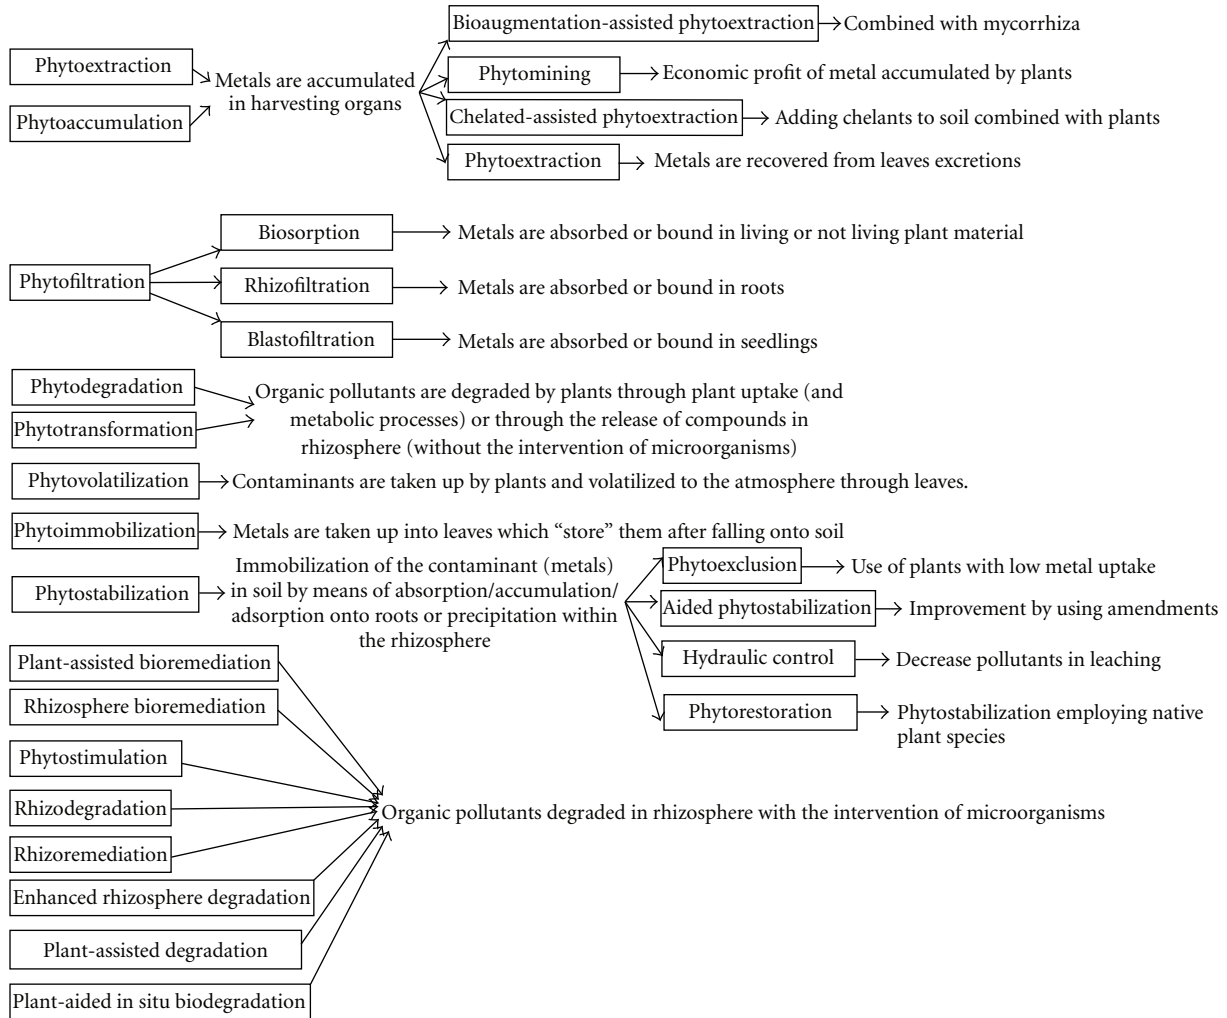 Bioaugmentation-assisted phytoextraction
Combined with mycorrhiza
Phytoextraction
Phytoaccumulation
Metals are accumulated
in harvesting organs
Phytomining
Economic profit of metal accumulated by plants
Chelated-assisted phytoextraction
Adding chelants to soil combined with plants
Phytoextraction
Metals are recovered from leaves excretions
Phytofiltration
Biosorption
Metals are absorbed or bound in living or not living plant material
Rhizofiltration
Metals are absorbed or bound in roots
Blastofiltration
Metals are absorbed or bound in seedlings
Phytodegradation
Phytotransformation
Organic pollutants are degraded by plants through plant uptake (and
metabolic processes) or through the release of compounds in
rhizosphere (without the intervention of microorganisms)
Phytovolatilization
Contaminants are taken up by plants and volatilized to the atmosphere through leaves.
Phytoimmobilization
Metals are taken up into leaves which “store” them after falling onto soil
Phytostabilization
Immobilization of the contaminant (metals)
in soil by means of absorption/accumulation/
adsorption onto roots or precipitation within
the rhizosphere
Phytoexclusion
Use of plants with low metal uptake
Aided phytostabilization
Improvement by using amendments
Hydraulic control
Decrease pollutants in leaching
Phytorestoration
Phytostabilization employing native
plant species
Plant-assisted bioremediation
Rhizosphere bioremediation
Phytostimulation
Rhizodegradation
Rhizoremediation
Enhanced rhizosphere degradation
Plant-assisted degradation
Plant-aided in situ biodegradation
Organic pollutants degraded in rhizosphere with the intervention of microorganisms